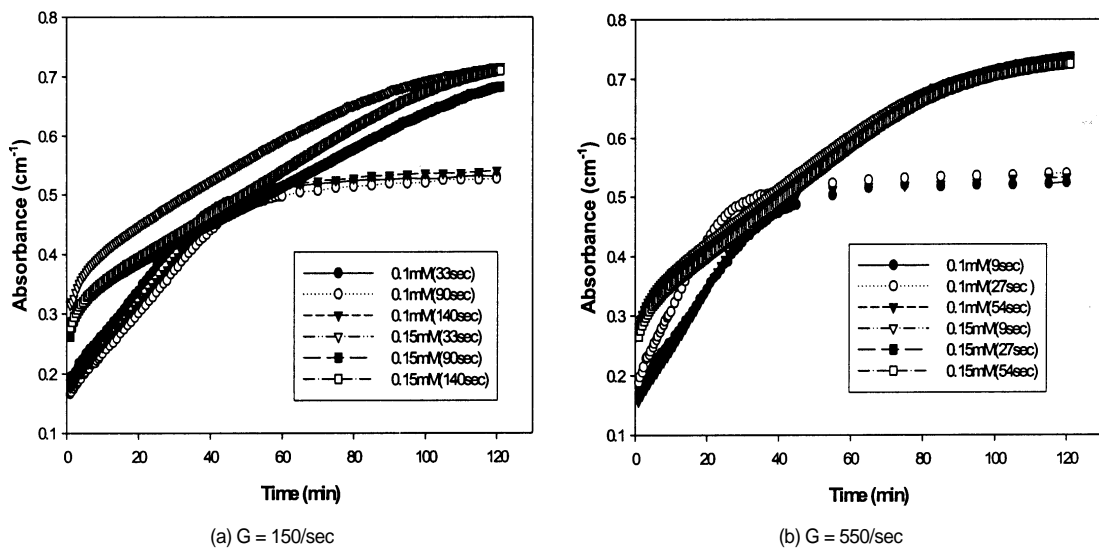 0.8
0.7
0.6
0.5
0.4
0.3
0.2
0.1
Absorbance (cm-1)
0 20 40 60 80 100 120
Time (min)
0.1mM(33sec)
0.1mM(90sec)
0.1mM(140sec)
0.15mM(33sec)
0.15mM(90sec)
0.15mM(140sec)
(a) G = 150/sec
0.8
0.7
0.6
0.5
0.4
0.3
0.2
0.1
Absorbance (cm-1)
0 20 40 60 80 100 120
Time (min)
0.1mM(9sec)
0.1mM(27sec)
0.1mM(54sec)
0.15mM(9sec)
0.15mM(27sec)
0.15mM(54sec)
(b) G = 550/sec